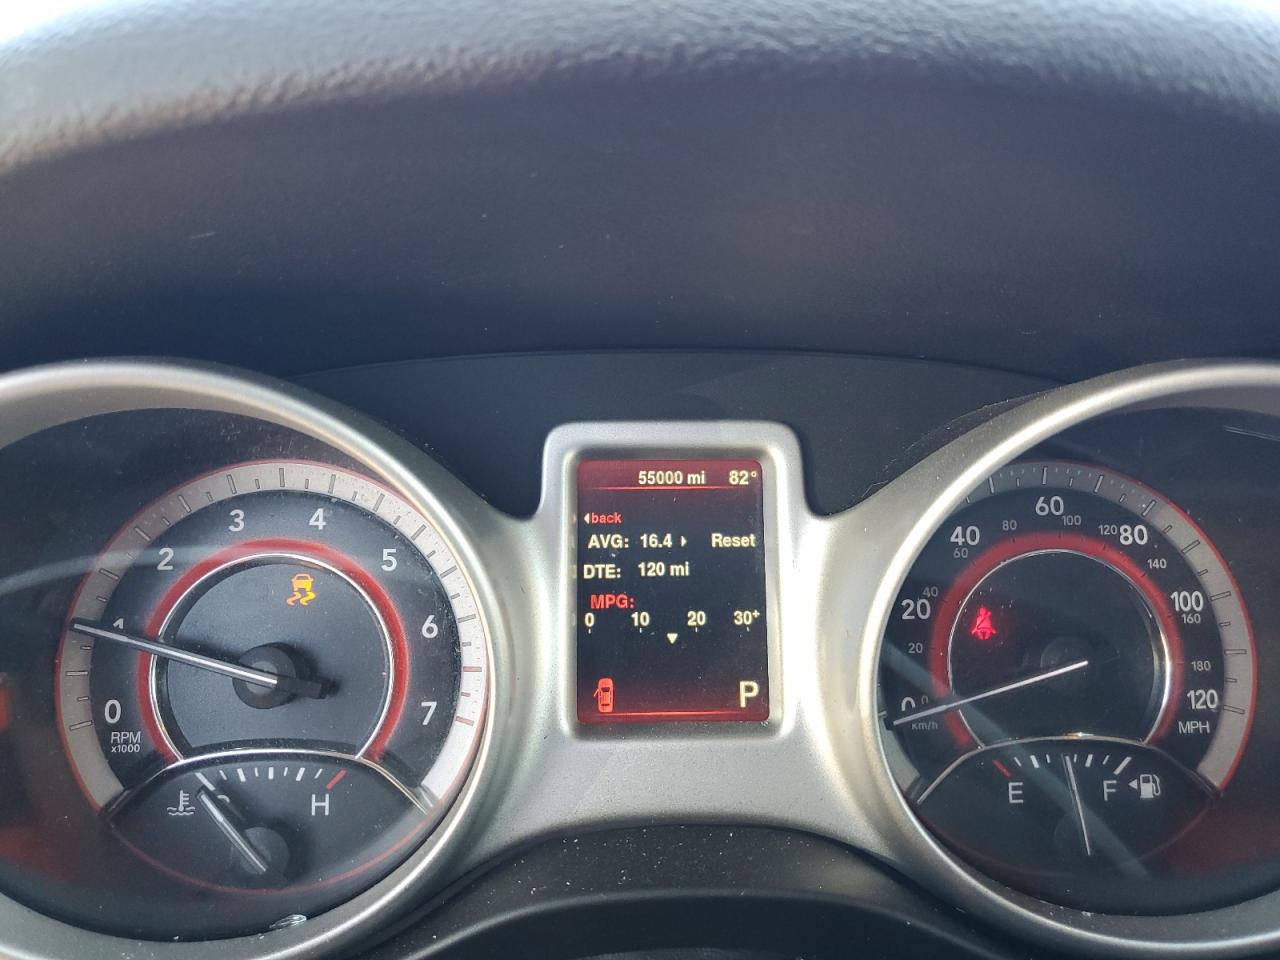 55000 mi 82°
back
AVG: 16.4 Reset
DTE: 120 mi
MPG:
0 10 20 30+
P
0 1 2 3 4 5 6 7
RPM
x1000
C H
0 20 40 60 80 100 120
0 20 40 60 80 100 120 140 160 180
km/h
MPH
E F